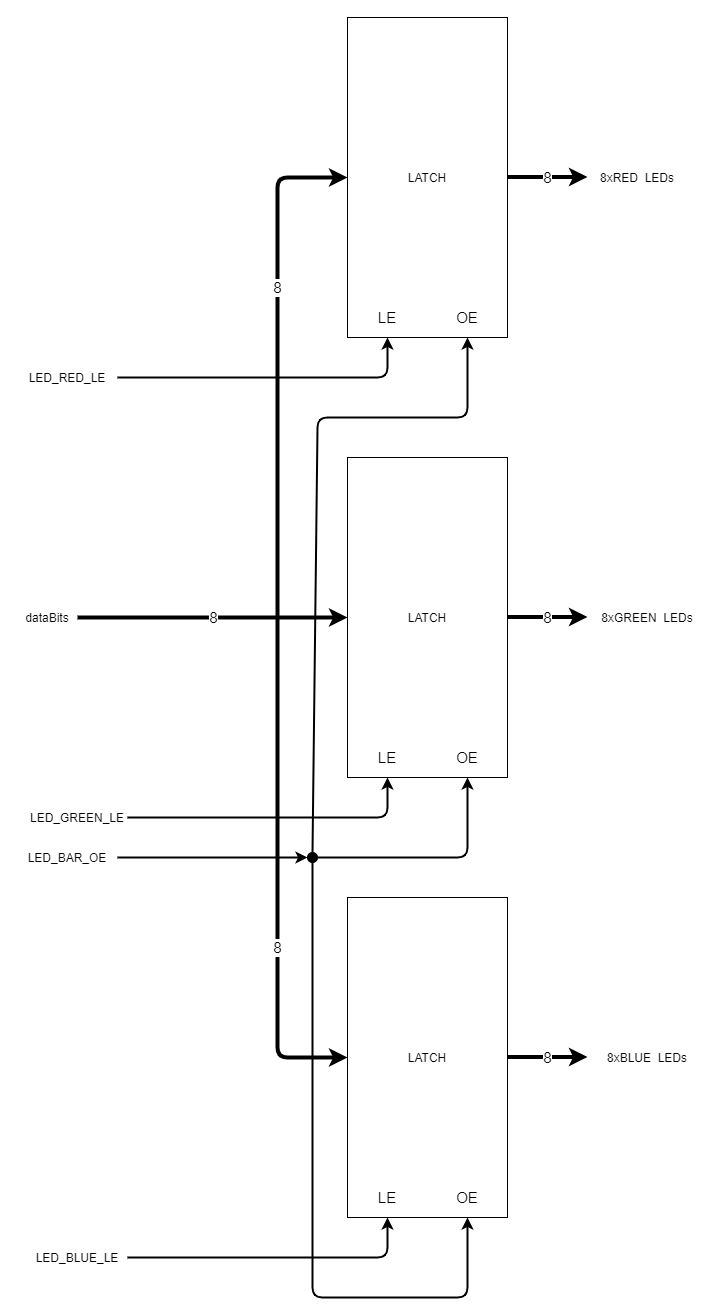 LATCH
8
8xRED LEDs
8
LE
OE
LED_RED_LE
dataBits
8
LATCH
8
8xGREEN LEDs
LE
OE
LED_GREEN_LE
LED_BAR_OE
8
LATCH
8
8xBLUE LEDs
LE
OE
LED_BLUE_LE